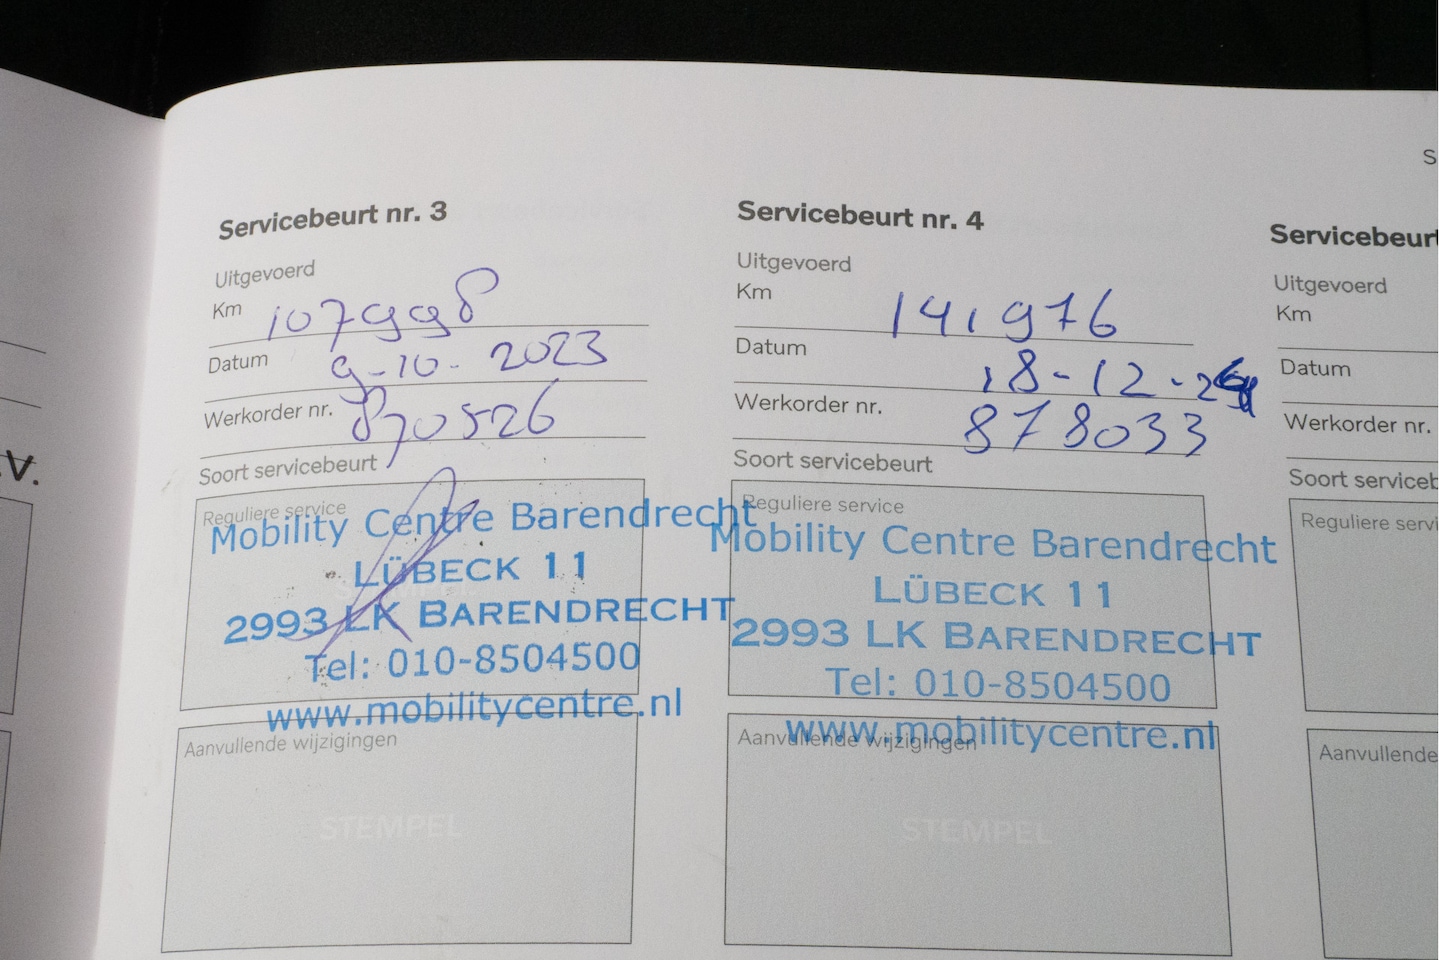 S
Servicebeurt nr. 3
Uitgevoerd
Km 107998
Datum 9-10-2023
Werkorder nr. 870526
Soort servicebeurt
Reguliere service
Mobility Centre Barendrecht
LÜBECK 11
2993 LK BARENDRECHT
Tel: 010-8504500
www.mobilitycentre.nl
Aanvullende wijzigingen
STEMPEL
Servicebeurt nr. 4
Uitgevoerd
Km 141976
Datum 18-12-24
Werkorder nr. 878033
Soort servicebeurt
Reguliere service
Mobility Centre Barendrecht
LÜBECK 11
2993 LK BARENDRECHT
Tel: 010-8504500
www.mobilitycentre.nl
Aanvullende wijzigingen
STEMPEL
Servicebeurt
Uitgevoerd
Km
Datum
Werkorder nr.
Soort serviceb
Reguliere servi
Aanvullende
.V.